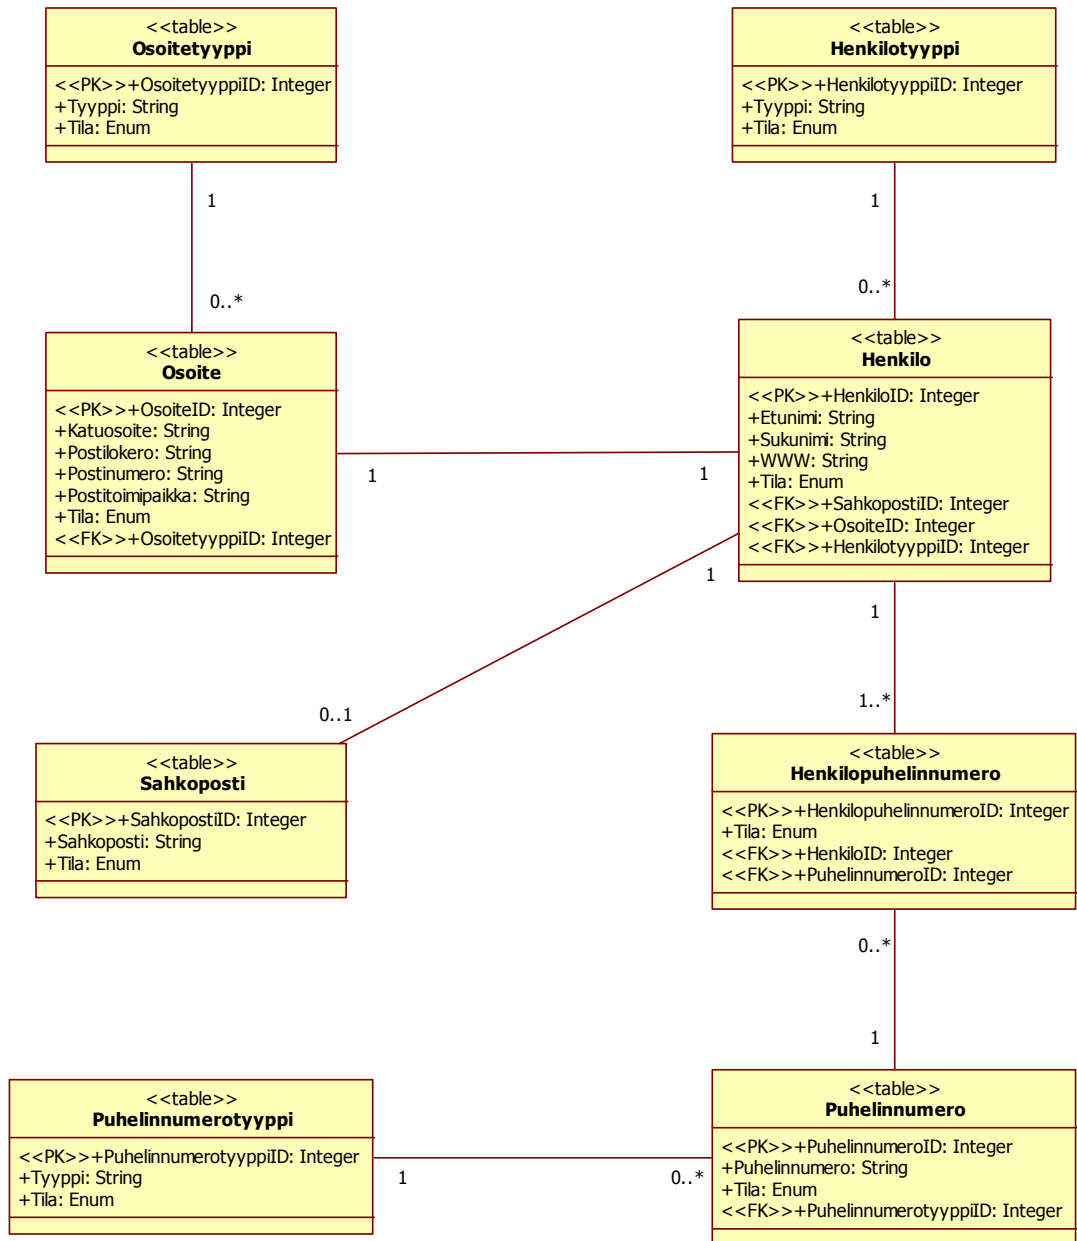 <<table>>
Osoitetyyppi
<<PK>>+OsoitetyyppiID: Integer
+Tyyppi: String
+Tila: Enum
<<table>>
Henkilotyyppi
<<PK>>+HenkilotyyppiID: Integer
+Tyyppi: String
+Tila: Enum
1
0..*
1
0..*
<<table>>
Osoite
<<PK>>+OsoiteID: Integer
+Katuosoite: String
+Postilokero: String
+Postinumero: String
+Postitoimipaikka: String
+Tila: Enum
<<FK>>+OsoitetyyppiID: Integer
1
1
<<table>>
Henkilo
<<PK>>+HenkiloID: Integer
+Etunimi: String
+Sukunimi: String
+WWW: String
+Tila: Enum
<<FK>>+SahkopostiID: Integer
<<FK>>+OsoiteID: Integer
<<FK>>+HenkilotyyppiID: Integer
1
0..1
1
1..*
<<table>>
Sahkoposti
<<PK>>+SahkopostiID: Integer
+Sahkoposti: String
+Tila: Enum
<<table>>
Henkilopuhelinnumero
<<PK>>+HenkilopuhelinnumeroID: Integer
+Tila: Enum
<<FK>>+HenkiloID: Integer
<<FK>>+PuhelinnumeroID: Integer
0..*
1
<<table>>
Puhelinnumerotyyppi
<<PK>>+PuhelinnumerotyyppiID: Integer
+Tyyppi: String
+Tila: Enum
1
0..*
<<table>>
Puhelinnumero
<<PK>>+PuhelinnumeroID: Integer
+Puhelinnumero: String
+Tila: Enum
<<FK>>+PuhelinnumerotyyppiID: Integer